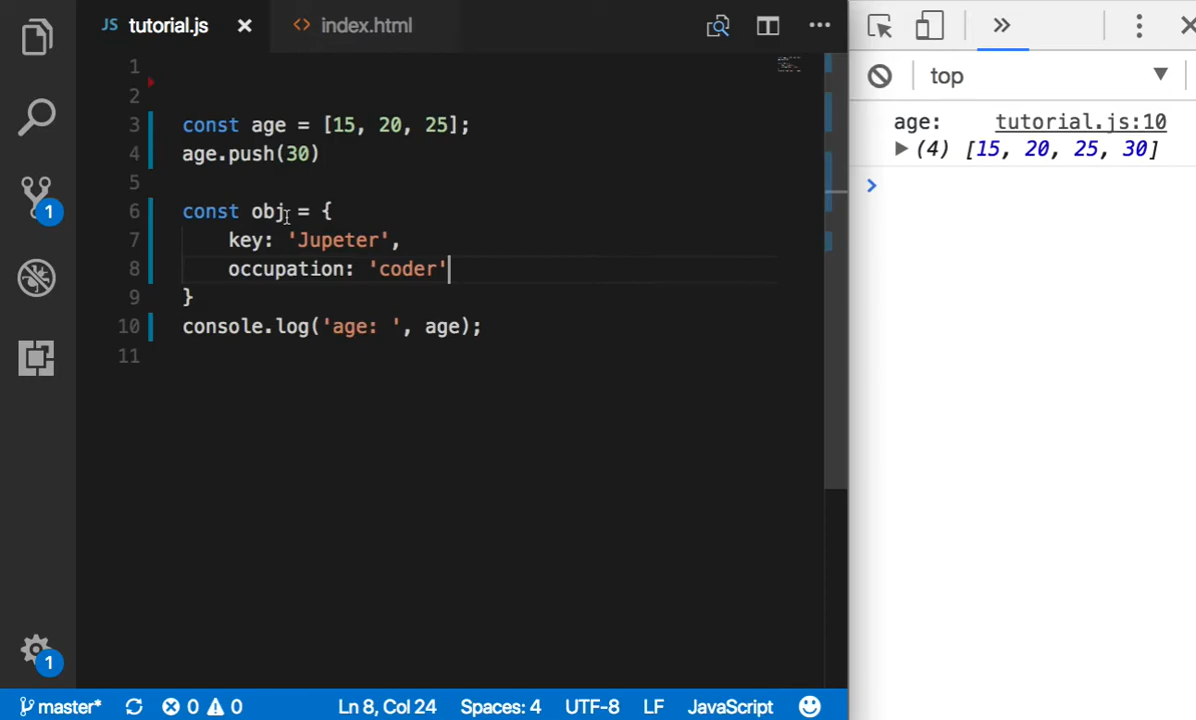 JS tutorial.js × <> index.html ...
top
1
2
3 const age = [15, 20, 25];
4 age.push(30)
5
6 const obj = {
7 key: 'Jupeter',
8 occupation: 'coder'
9 }
10 console.log('age: ', age);
11
age: tutorial.js:10
(4) [15, 20, 25, 30]
1
1
master* 0 0 Ln 8, Col 24 Spaces: 4 UTF-8 LF JavaScript